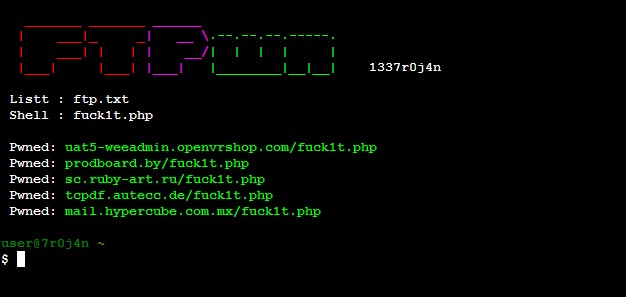 FTPwn
1337r0j4n
Listt : ftp.txt
Shell : fuck1t.php
Pwned: uat5-weeadmin.openvrshop.com/fuck1t.php
Pwned: prodboard.by/fuck1t.php
Pwned: sc.ruby-art.ru/fuck1t.php
Pwned: tcpdf.autecc.de/fuck1t.php
Pwned: mail.hypercube.com.mx/fuck1t.php
user@7r0j4n ~
$